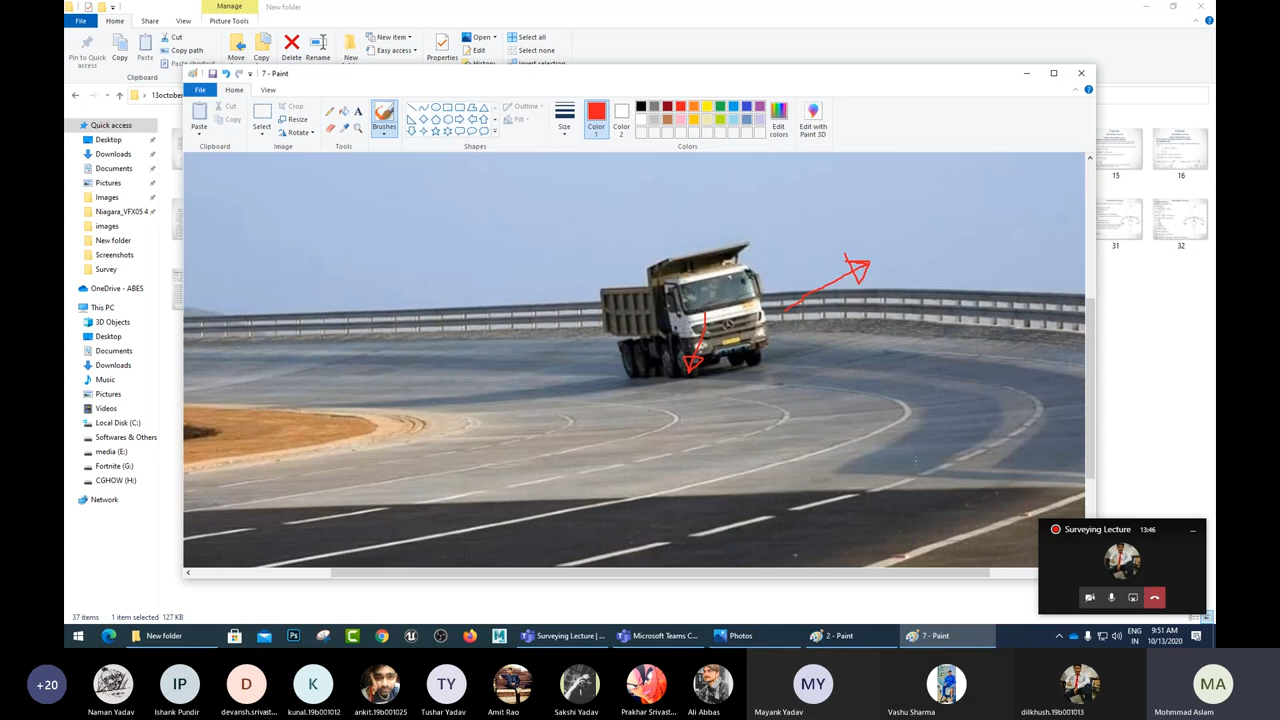 Manage
New folder
File
Home
Share
View
Picture Tools
Pin to Quick access
Copy
Paste
Cut
Copy path
Paste shortcut
Clipboard
Move
Copy
Delete
Rename
New
New item
Easy access
Properties
Open
Edit
History
Select all
Select none
Invert selection
13october
7 - Paint
File
Home
View
Paste
Cut
Copy
Clipboard
Select
Crop
Resize
Rotate
Image
Tools
Brushes
Shapes
Outline
Fill
Size
Color 1
Color 2
Edit colors
Colors
Edit with Paint 3D
Quick access
Desktop
Downloads
Documents
Pictures
Images
Niagara_VFX05 4
images
New folder
Screenshots
Survey
OneDrive - ABES
This PC
3D Objects
Desktop
Documents
Downloads
Music
Pictures
Videos
Local Disk (C:)
Softwares & Others
media (E:)
Fortnite (G:)
CGHOW (H:)
Network
15
16
31
32
Surveying Lecture
13:46
37 items
1 item selected
127 KB
New folder
Surveying Lecture | ...
Microsoft Teams C...
Photos
2 - Paint
7 - Paint
ENG
IN
9:51 AM
10/13/2020
+20
Naman Yadav
IP
Ishank Pundir
D
devansh.srivast...
K
kunal.19b001012
ankit.19b001025
TY
Tushar Yadav
Amit Rao
Sakshi Yadav
Prakhar Srivast...
Ali Abbas
MY
Mayank Yadav
Vashu Sharma
dilkhush.19b001013
MA
Mohmmad Aslam